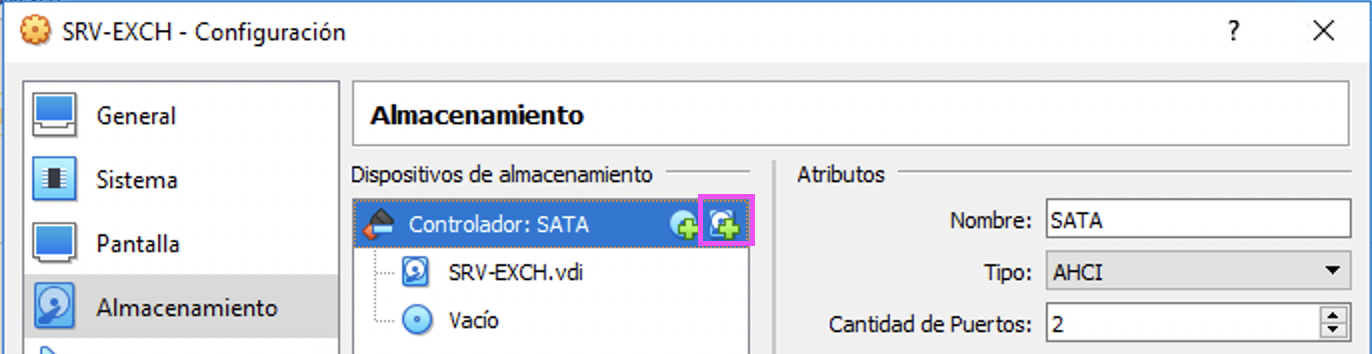 SRV-EXCH - Configuración
?
General
Sistema
Pantalla
Almacenamiento
Almacenamiento
Dispositivos de almacenamiento
Controlador: SATA
SRV-EXCH.vdi
Vacío
Atributos
Nombre: SATA
Tipo: AHCI
Cantidad de Puertos: 2